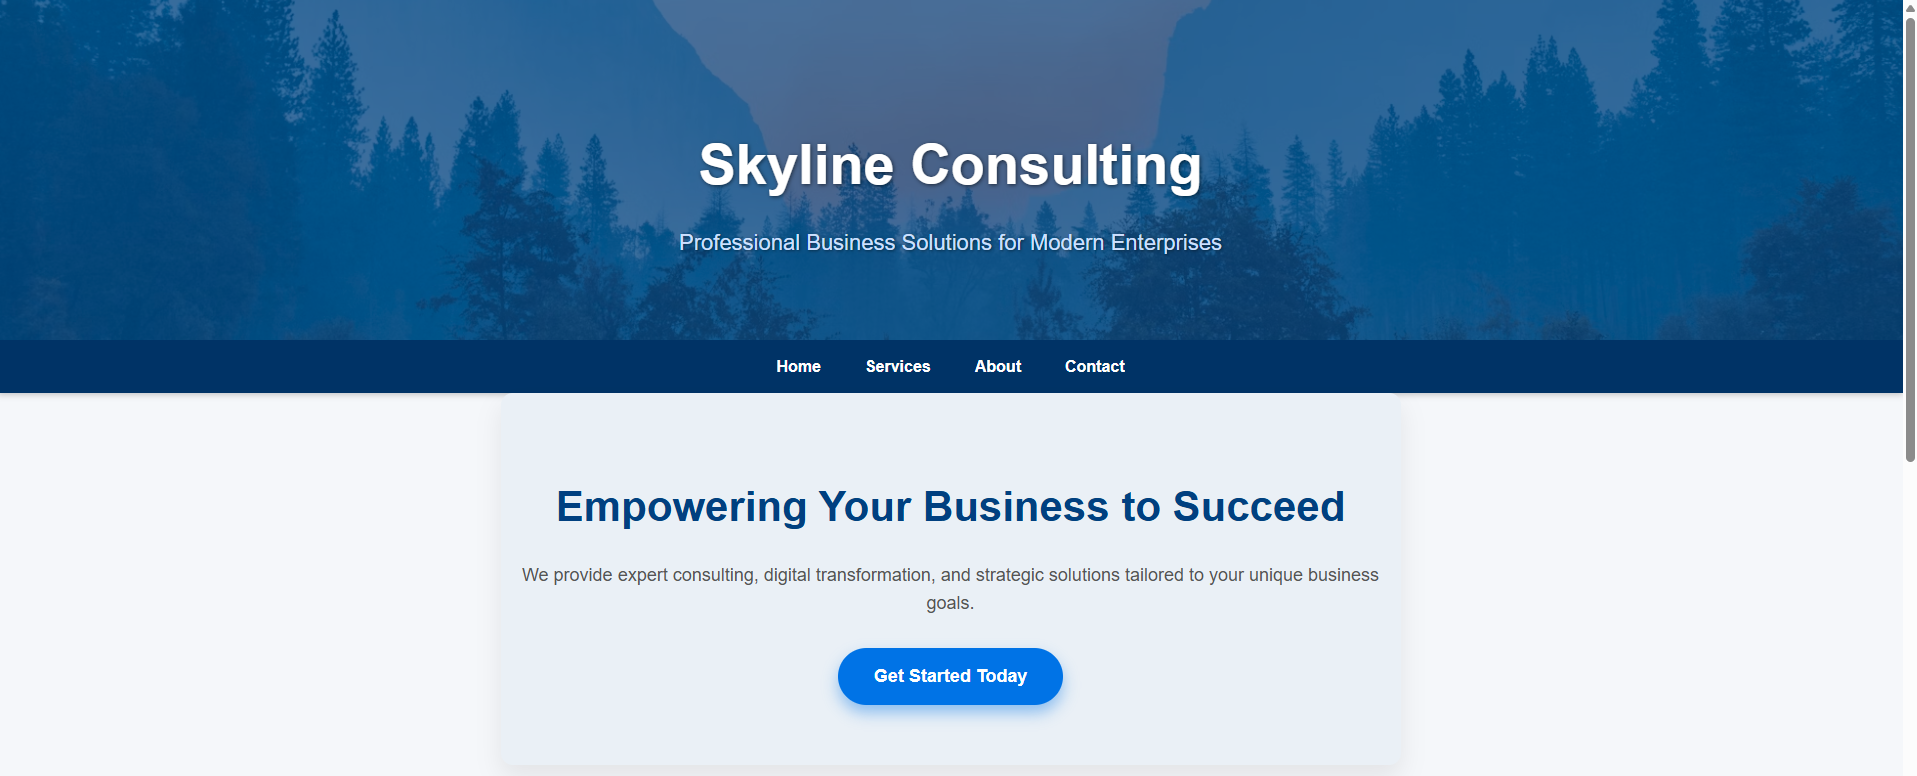 Skyline Consulting
Professional Business Solutions for Modern Enterprises
Home Services About Contact
Empowering Your Business to Succeed
We provide expert consulting, digital transformation, and strategic solutions tailored to your unique business
goals.
Get Started Today